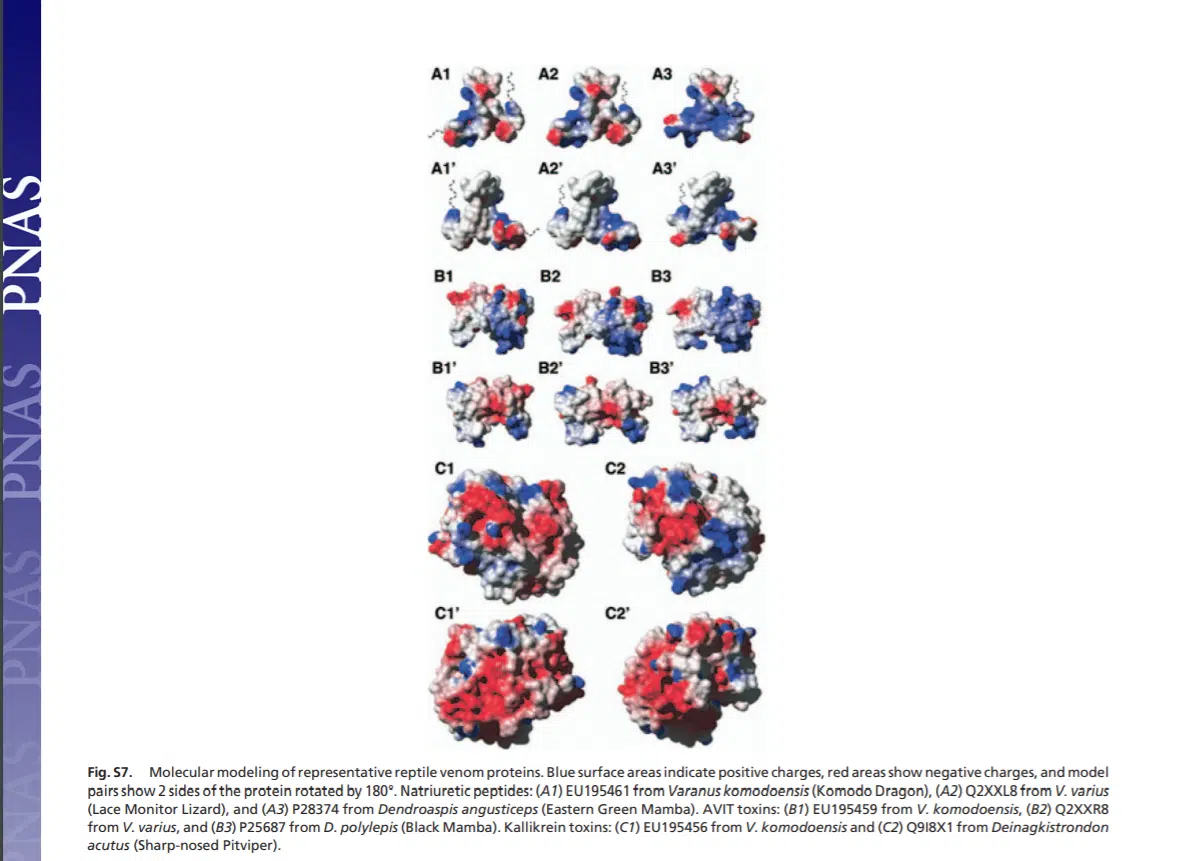 PNAS PNAS PNAS PNAS
A1 A2 A3
A1’ A2’ A3’
B1 B2 B3
B1’ B2’ B3’
C1 C2
C1’ C2’
Fig. S7. Molecular modeling of representative reptile venom proteins. Blue surface areas indicate positive charges, red areas show negative charges, and model
pairs show 2 sides of the protein rotated by 180°. Natriuretic peptides: (A1) EU195461 from Varanus komodoensis (Komodo Dragon), (A2) Q2XXL8 from V. varius
(Lace Monitor Lizard), and (A3) P28374 from Dendroaspis angusticeps (Eastern Green Mamba). AVIT toxins: (B1) EU195459 from V. komodoensis, (B2) Q2XXR8
from V. varius, and (B3) P25687 from D. polylepis (Black Mamba). Kallikrein toxins: (C1) EU195456 from V. komodoensis and (C2) Q9I8X1 from Deinagkistrondon
acutus (Sharp-nosed Pitviper).